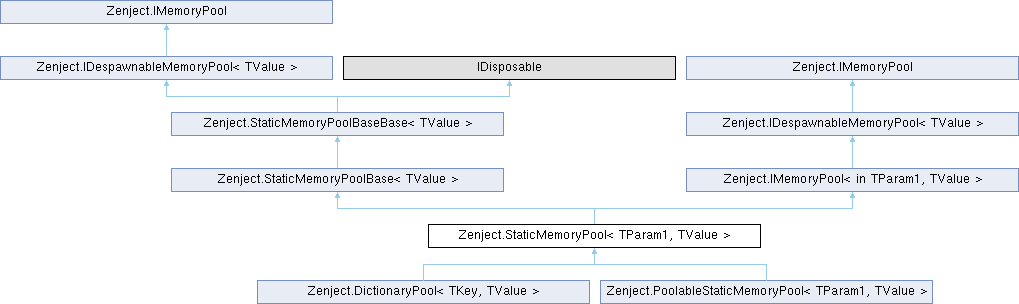 Zenject.IMemoryPool
Zenject.IDespawnableMemoryPool< TValue >
IDisposable
Zenject.IMemoryPool
Zenject.StaticMemoryPoolBaseBase< TValue >
Zenject.IDespawnableMemoryPool< TValue >
Zenject.StaticMemoryPoolBase< TValue >
Zenject.IMemoryPool< in TParam1, TValue >
Zenject.StaticMemoryPool< TParam1, TValue >
Zenject.DictionaryPool< TKey, TValue >
Zenject.PoolableStaticMemoryPool< TParam1, TValue >